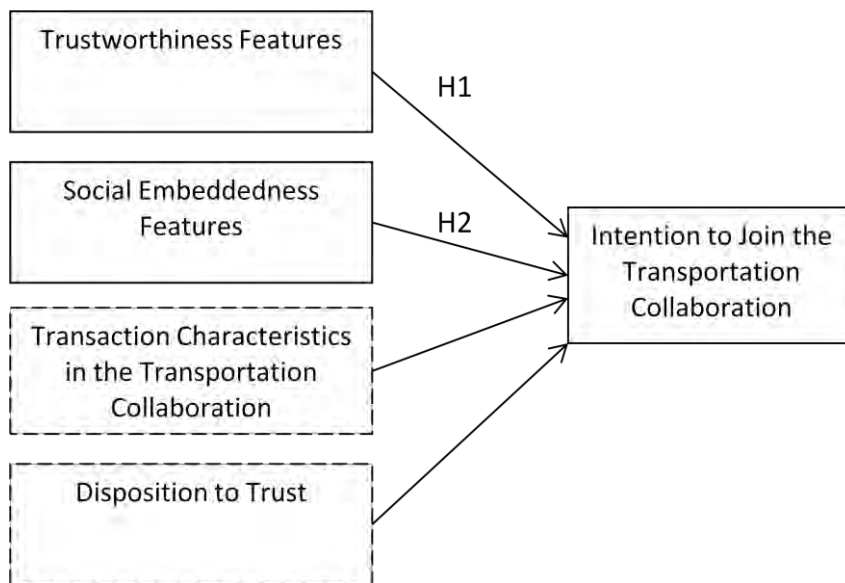 Trustworthiness Features
H1
Social Embeddedness
Features
H2
Intention to Join the
Transportation
Collaboration
Transaction Characteristics
in the Transportation
Collaboration
Disposition to Trust